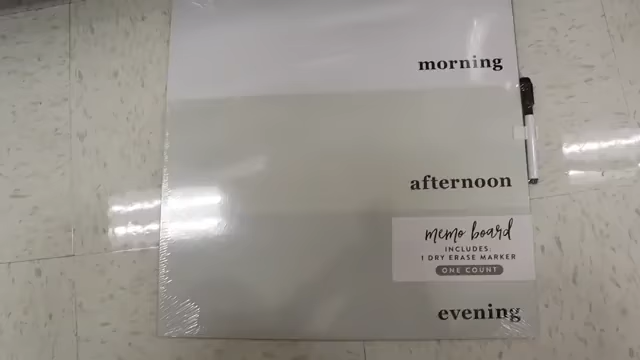 morning
afternoon
memo board
INCLUDES:
1 DRY ERASE MARKER
ONE COUNT
evening